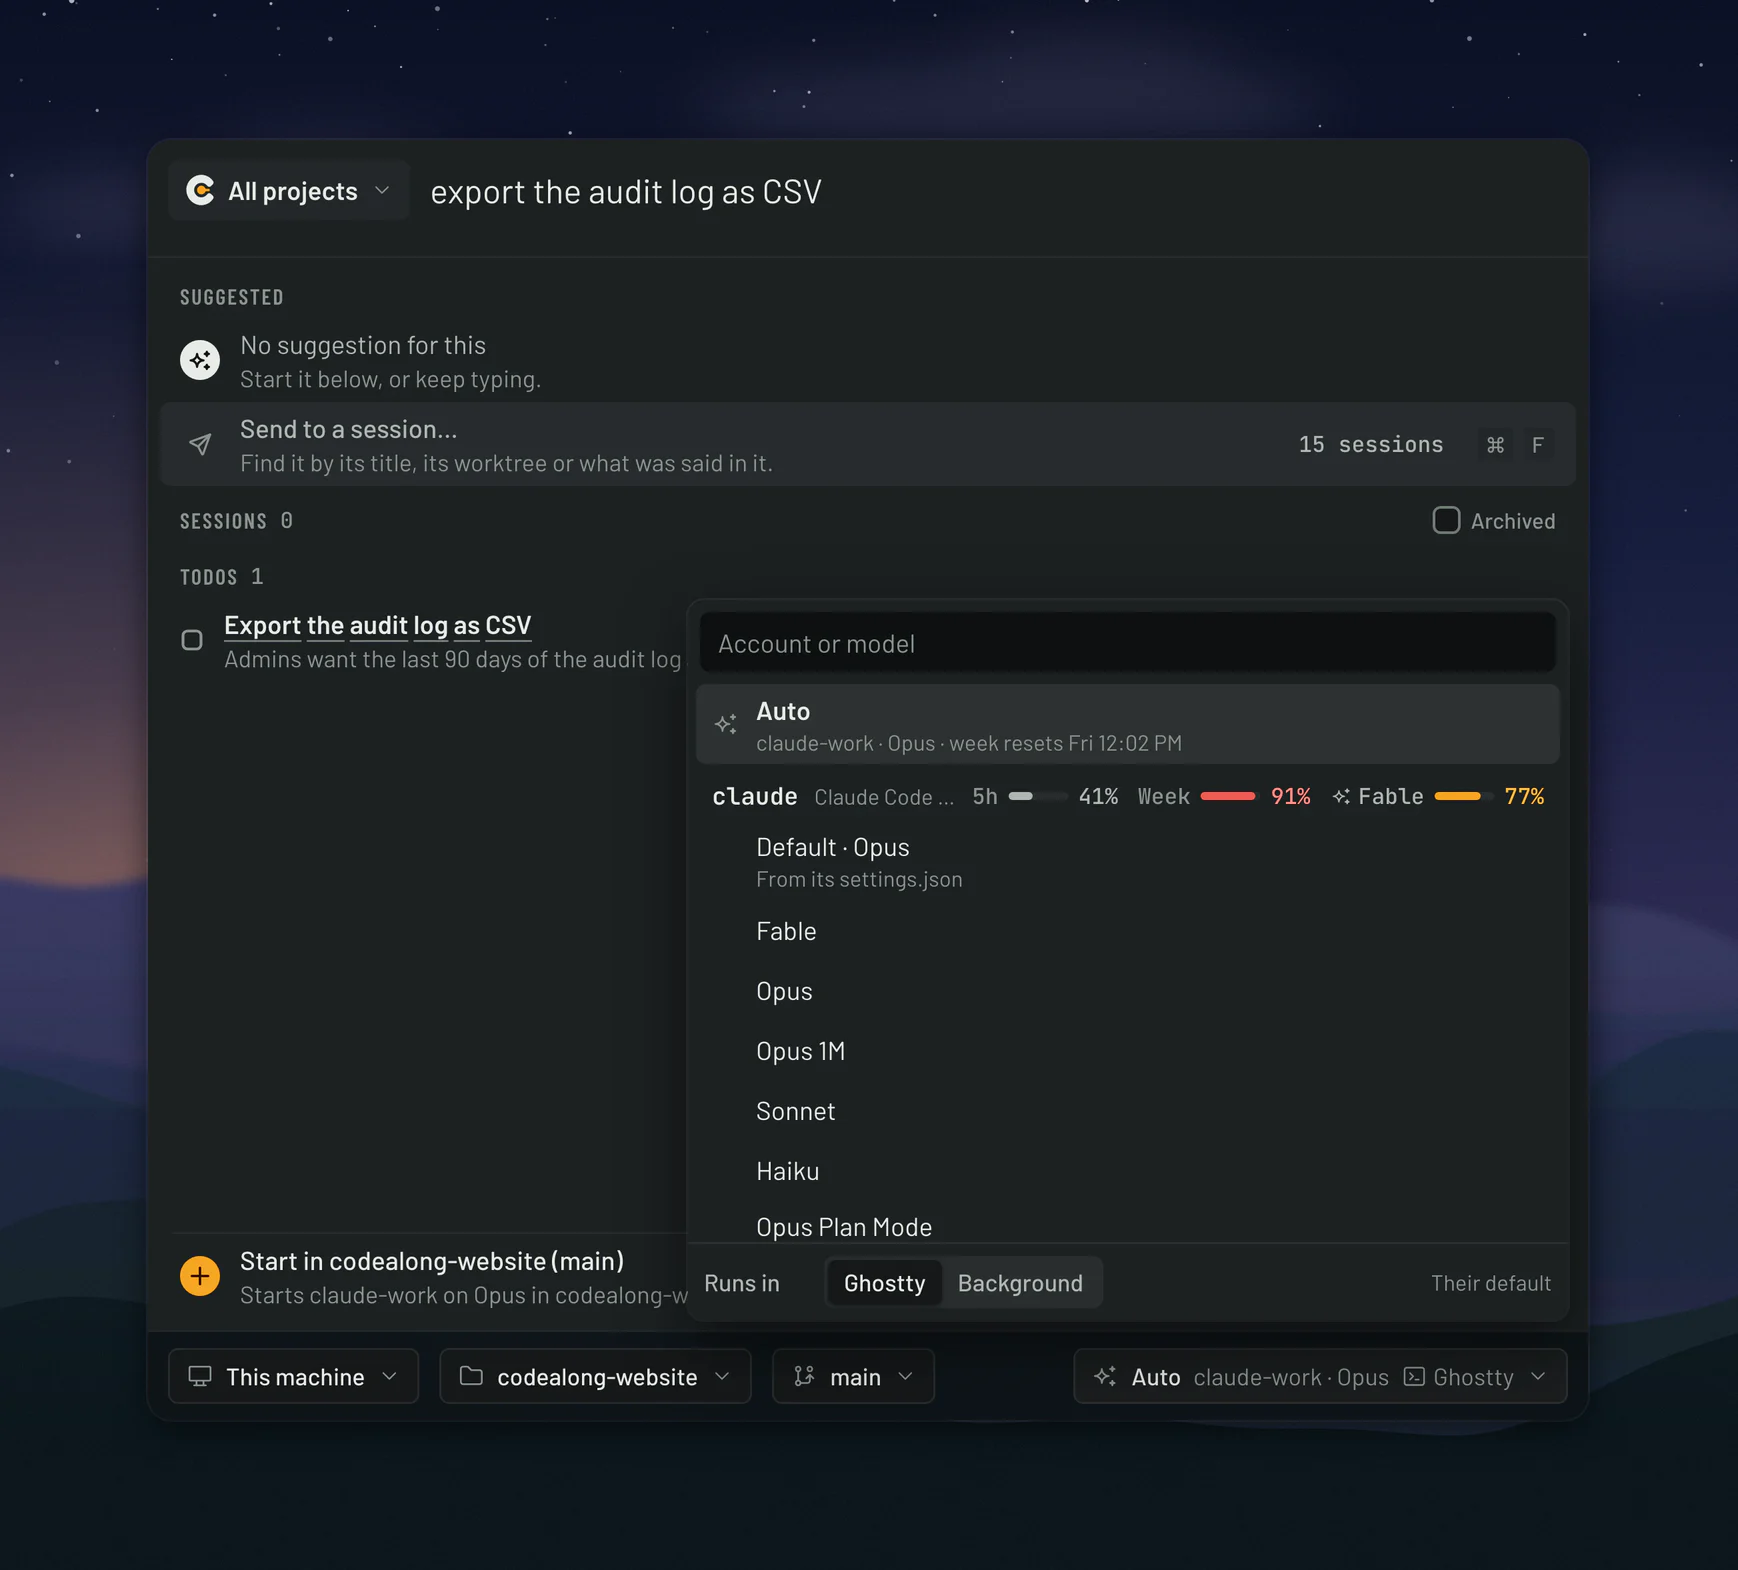 All projects
export the audit log as CSV
SUGGESTED
No suggestion for this
Start it below, or keep typing.
Send to a session...
Find it by its title, its worktree or what was said in it.
15 sessions ⌘ F
SESSIONS 0
Archived
TODOS 1
Export the audit log as CSV
Admins want the last 90 days of the audit log
Account or model
Auto
claude-work · Opus · week resets Fri 12:02 PM
claude Claude Code ... 5h 41% Week 91% Fable 77%
Default · Opus
From its settings.json
Fable
Opus
Opus 1M
Sonnet
Haiku
Opus Plan Mode
Runs in Ghostty Background Their default
Start in codealong-website (main)
Starts claude-work on Opus in codealong-w
This machine
codealong-website
main
Auto claude-work · Opus Ghostty